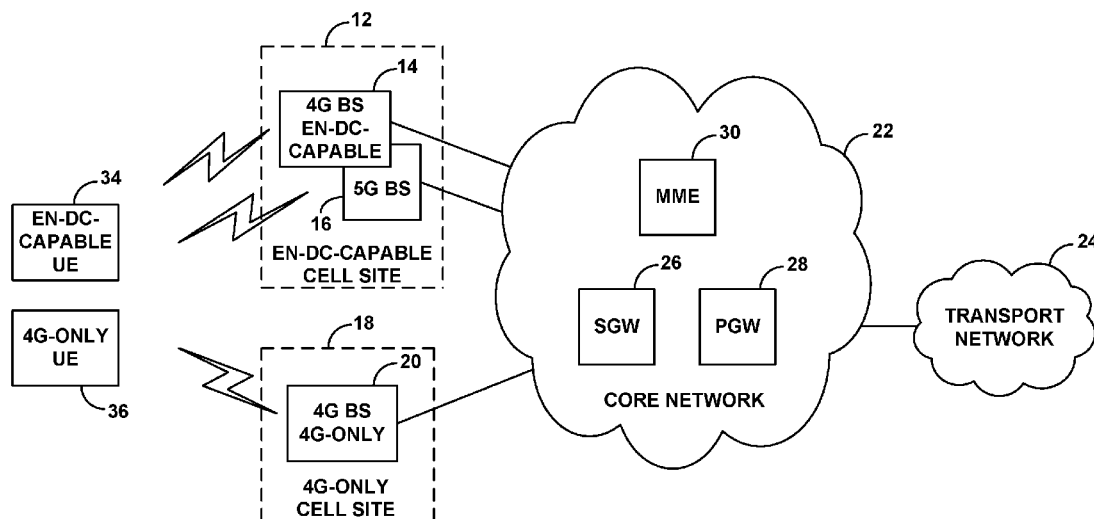 12
14
4G BS
EN-DC-
CAPABLE
5G BS
16
EN-DC-CAPABLE
CELL SITE
34
EN-DC-
CAPABLE
UE
4G-ONLY
UE
36
18
20
4G BS
4G-ONLY
4G-ONLY
CELL SITE
30
MME
22
26
SGW
28
PGW
CORE NETWORK
24
TRANSPORT
NETWORK